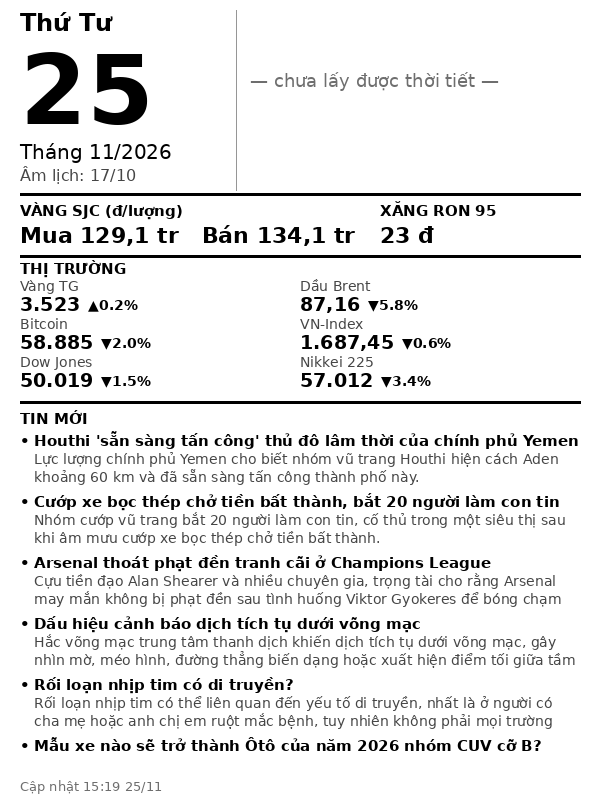 Thứ Tư
25
Tháng 11/2026
Âm lịch: 17/10
— chưa lấy được thời tiết —
VÀNG SJC (đ/lượng)
Mua 129,1 tr Bán 134,1 tr
XĂNG RON 95
23 đ
THỊ TRƯỜNG
Vàng TG
3.523 ▲0.2%
Dầu Brent
87,16 ▼5.8%
Bitcoin
58.885 ▼2.0%
VN-Index
1.687,45 ▼0.6%
Dow Jones
50.019 ▼1.5%
Nikkei 225
57.012 ▼3.4%
TIN MỚI
• Houthi 'sẵn sàng tấn công' thủ đô lâm thời của chính phủ Yemen
Lực lượng chính phủ Yemen cho biết nhóm vũ trang Houthi hiện cách Aden
khoảng 60 km và đã sẵn sàng tấn công thành phố này.
• Cướp xe bọc thép chở tiền bất thành, bắt 20 người làm con tin
Nhóm cướp vũ trang bắt 20 người làm con tin, cố thủ trong một siêu thị sau
khi âm mưu cướp xe bọc thép chở tiền bất thành.
• Arsenal thoát phạt đền tranh cãi ở Champions League
Cựu tiền đạo Alan Shearer và nhiều chuyên gia, trọng tài cho rằng Arsenal
may mắn không bị phạt đền sau tình huống Viktor Gyokeres để bóng chạm
• Dấu hiệu cảnh báo dịch tích tụ dưới võng mạc
Hắc võng mạc trung tâm thanh dịch khiến dịch tích tụ dưới võng mạc, gây
nhìn mờ, méo hình, đường thẳng biến dạng hoặc xuất hiện điểm tối giữa tầm
• Rối loạn nhịp tim có di truyền?
Rối loạn nhịp tim có thể liên quan đến yếu tố di truyền, nhất là ở người có
cha mẹ hoặc anh chị em ruột mắc bệnh, tuy nhiên không phải mọi trường
• Mẫu xe nào sẽ trở thành Ôtô của năm 2026 nhóm CUV cỡ B?
Cập nhật 15:19 25/11